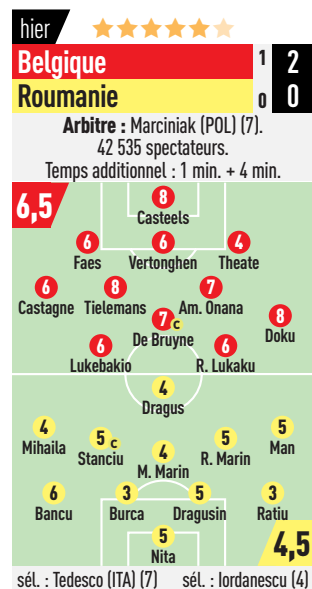 hier
Belgique 1 2
Roumanie 0 0
Arbitre : Marciniak (POL) (7).
42 535 spectateurs.
Temps additionnel : 1 min. + 4 min.
6,5
8
Casteels
6 6 4
Faes Vertonghen Theate
6 8 7
Castagne Tielemans Am. Onana
7 c 8
De Bruyne Doku
6 6
Lukebakio R. Lukaku
4
Dragus
4 5 c 4 5 5
Mihaila Stanciu M. Marin R. Marin Man
6 3 5 3
Bancu Burca Dragusin Ratiu
5
Nita
4,5
sél. : Tedesco (ITA) (7) sél. : Iordanescu (4)